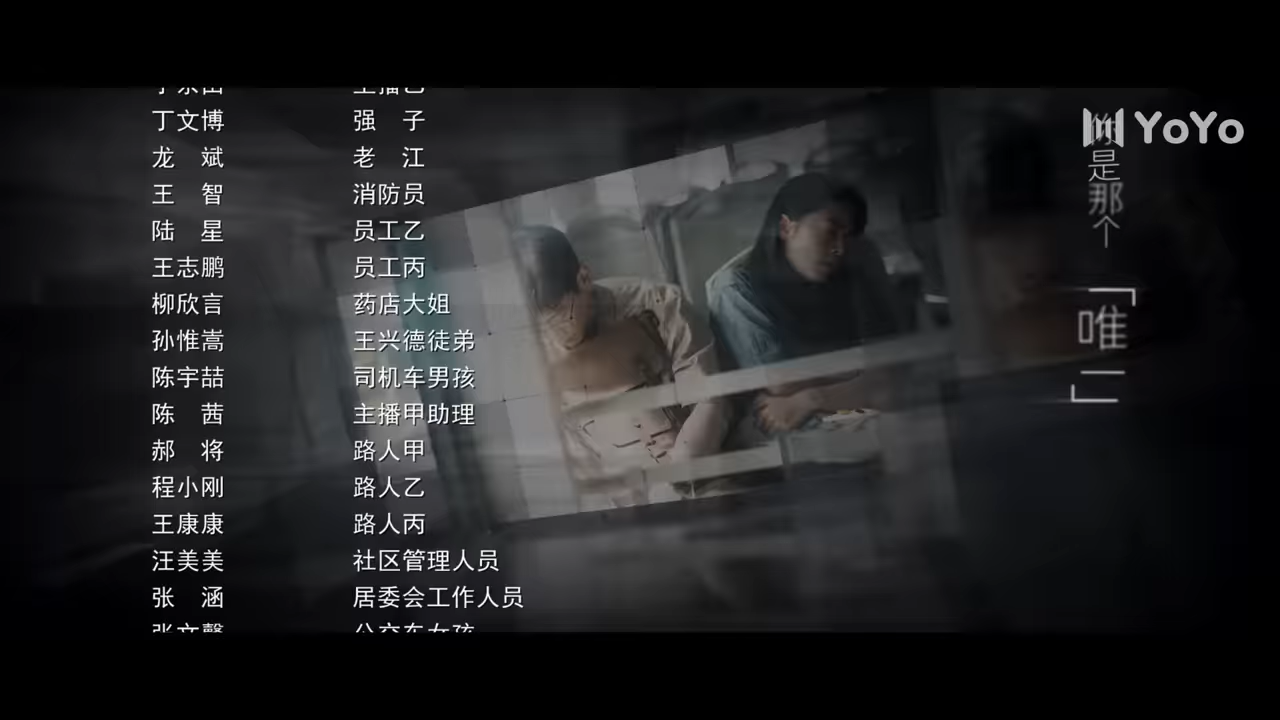 丁文博 强 子
龙 斌 老 江
王 智 消防员
陆 星 员工乙
王志鹏 员工丙
柳欣言 药店大姐
孙惟嵩 王兴德徒弟
陈宇喆 司机车男孩
陈 茜 主播甲助理
郝 将 路人甲
程小刚 路人乙
王康康 路人丙
汪美美 社区管理人员
张 涵 居委会工作人员
YoYo
是那个
「唯一」